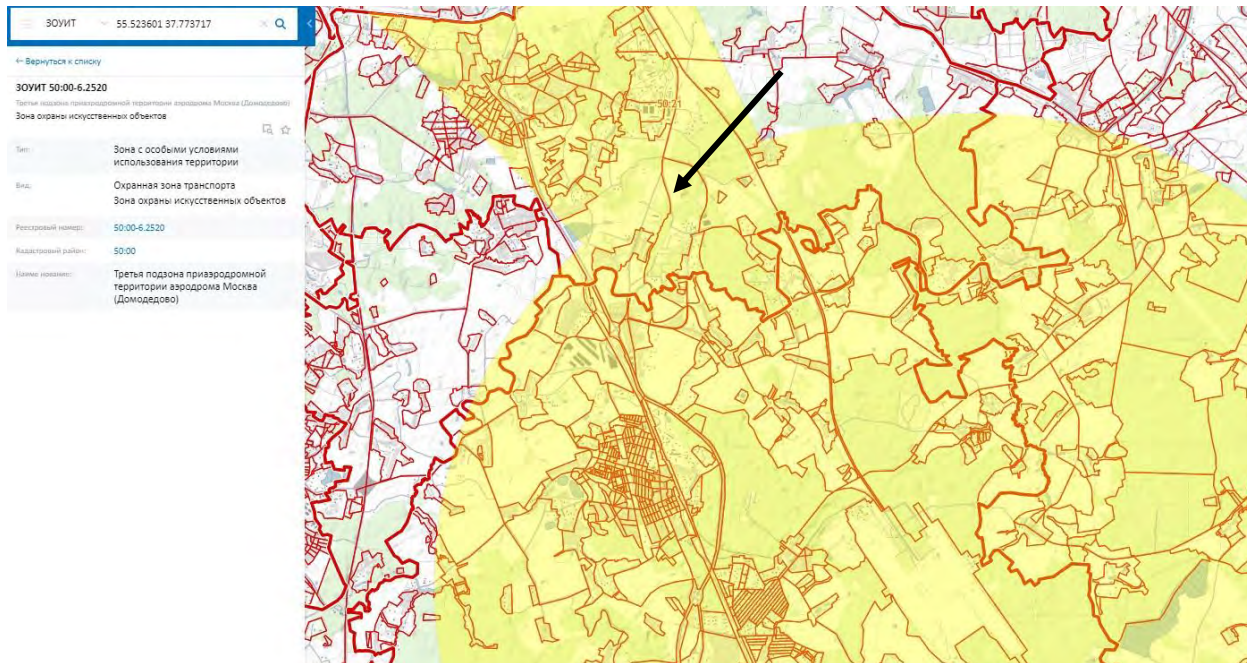 ЗОУИТ 55.523601 37.773717
← Вернуться к списку
ЗОУИТ 50:00-6.2520
Третья подзона приаэродромной территории аэродрома Москва (Домодедово)
Зона охраны искусственных объектов
Тип: Зона с особыми условиями
использования территории
Вид: Охранная зона транспорта
Зона охраны искусственных объектов
Реестровый номер: 50:00-6.2520
Кадастровый район: 50:00
Третья подзона приаэродромной
территории аэродрома Москва
(Домодедово)
50:21